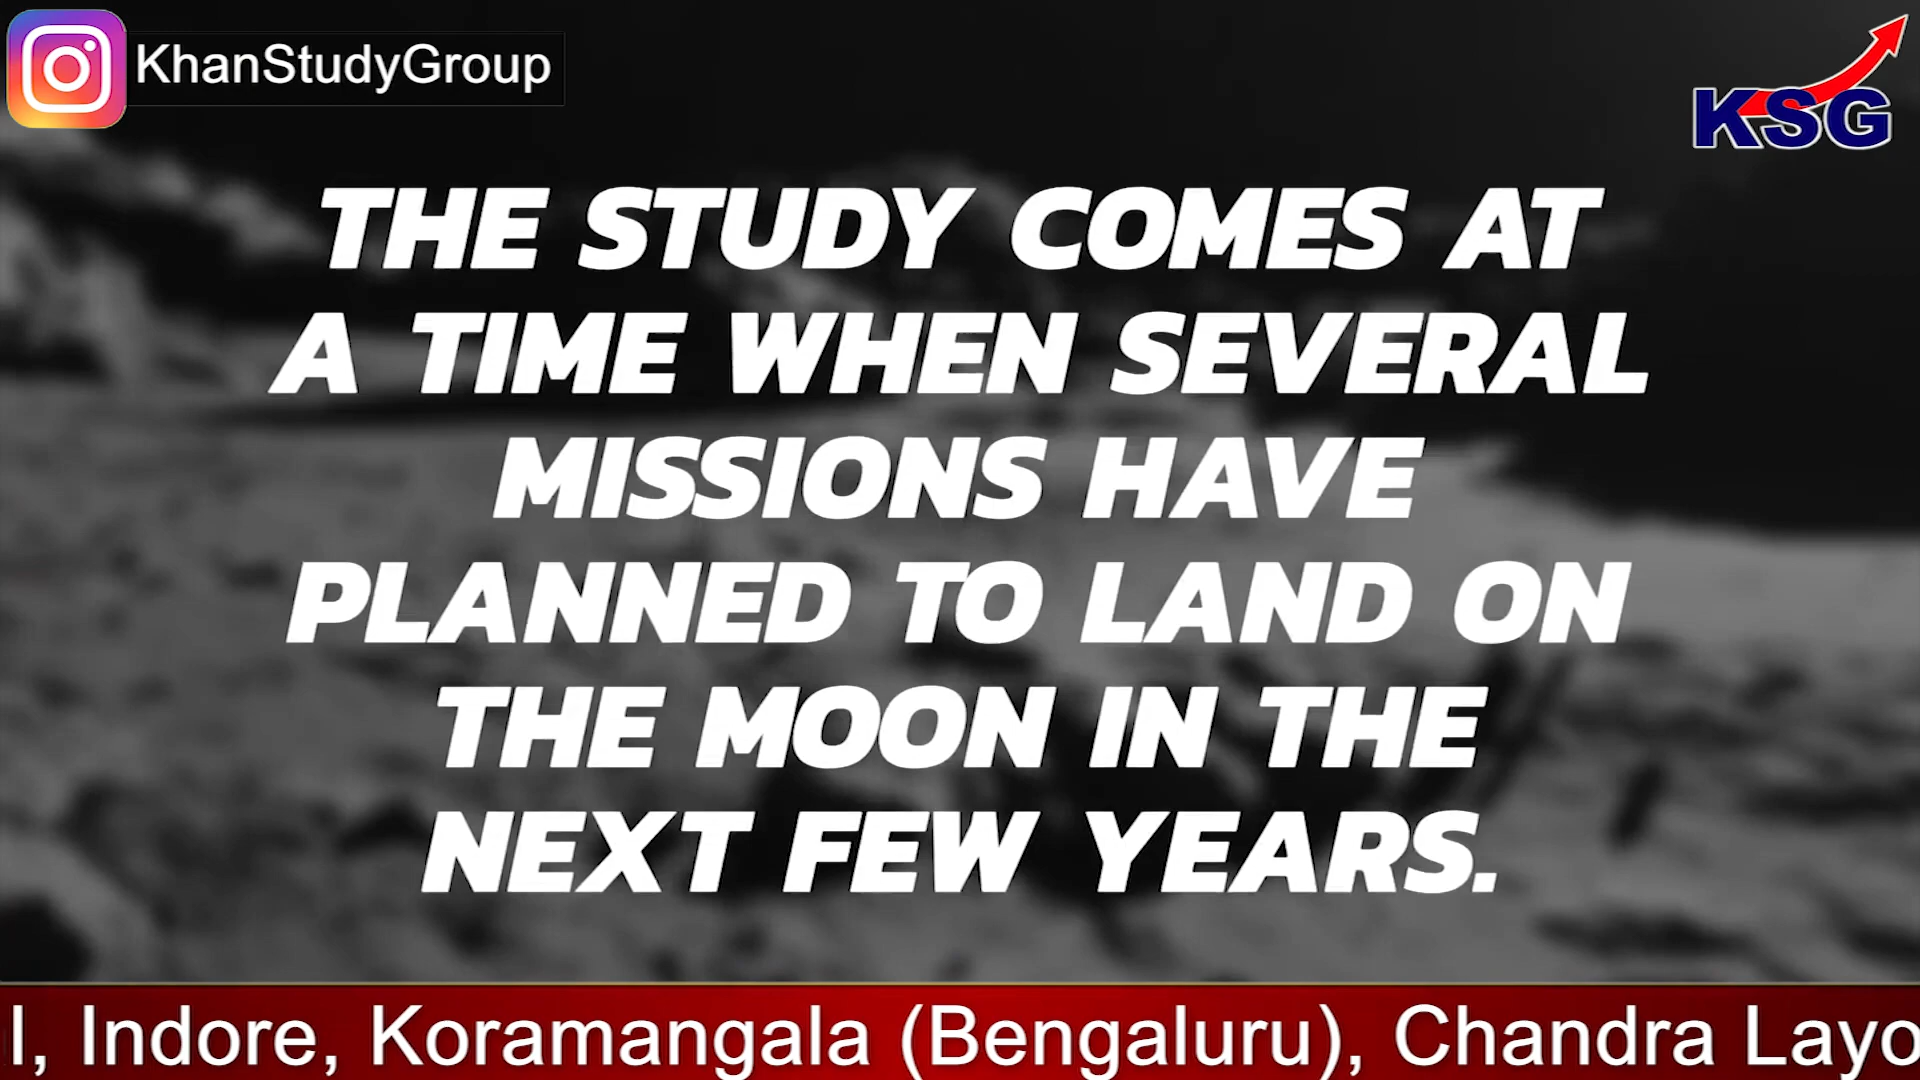 KhanStudyGroup
KSG
THE STUDY COMES AT
A TIME WHEN SEVERAL
MISSIONS HAVE
PLANNED TO LAND ON
THE MOON IN THE
NEXT FEW YEARS.
l, Indore, Koramangala (Bengaluru), Chandra Layo